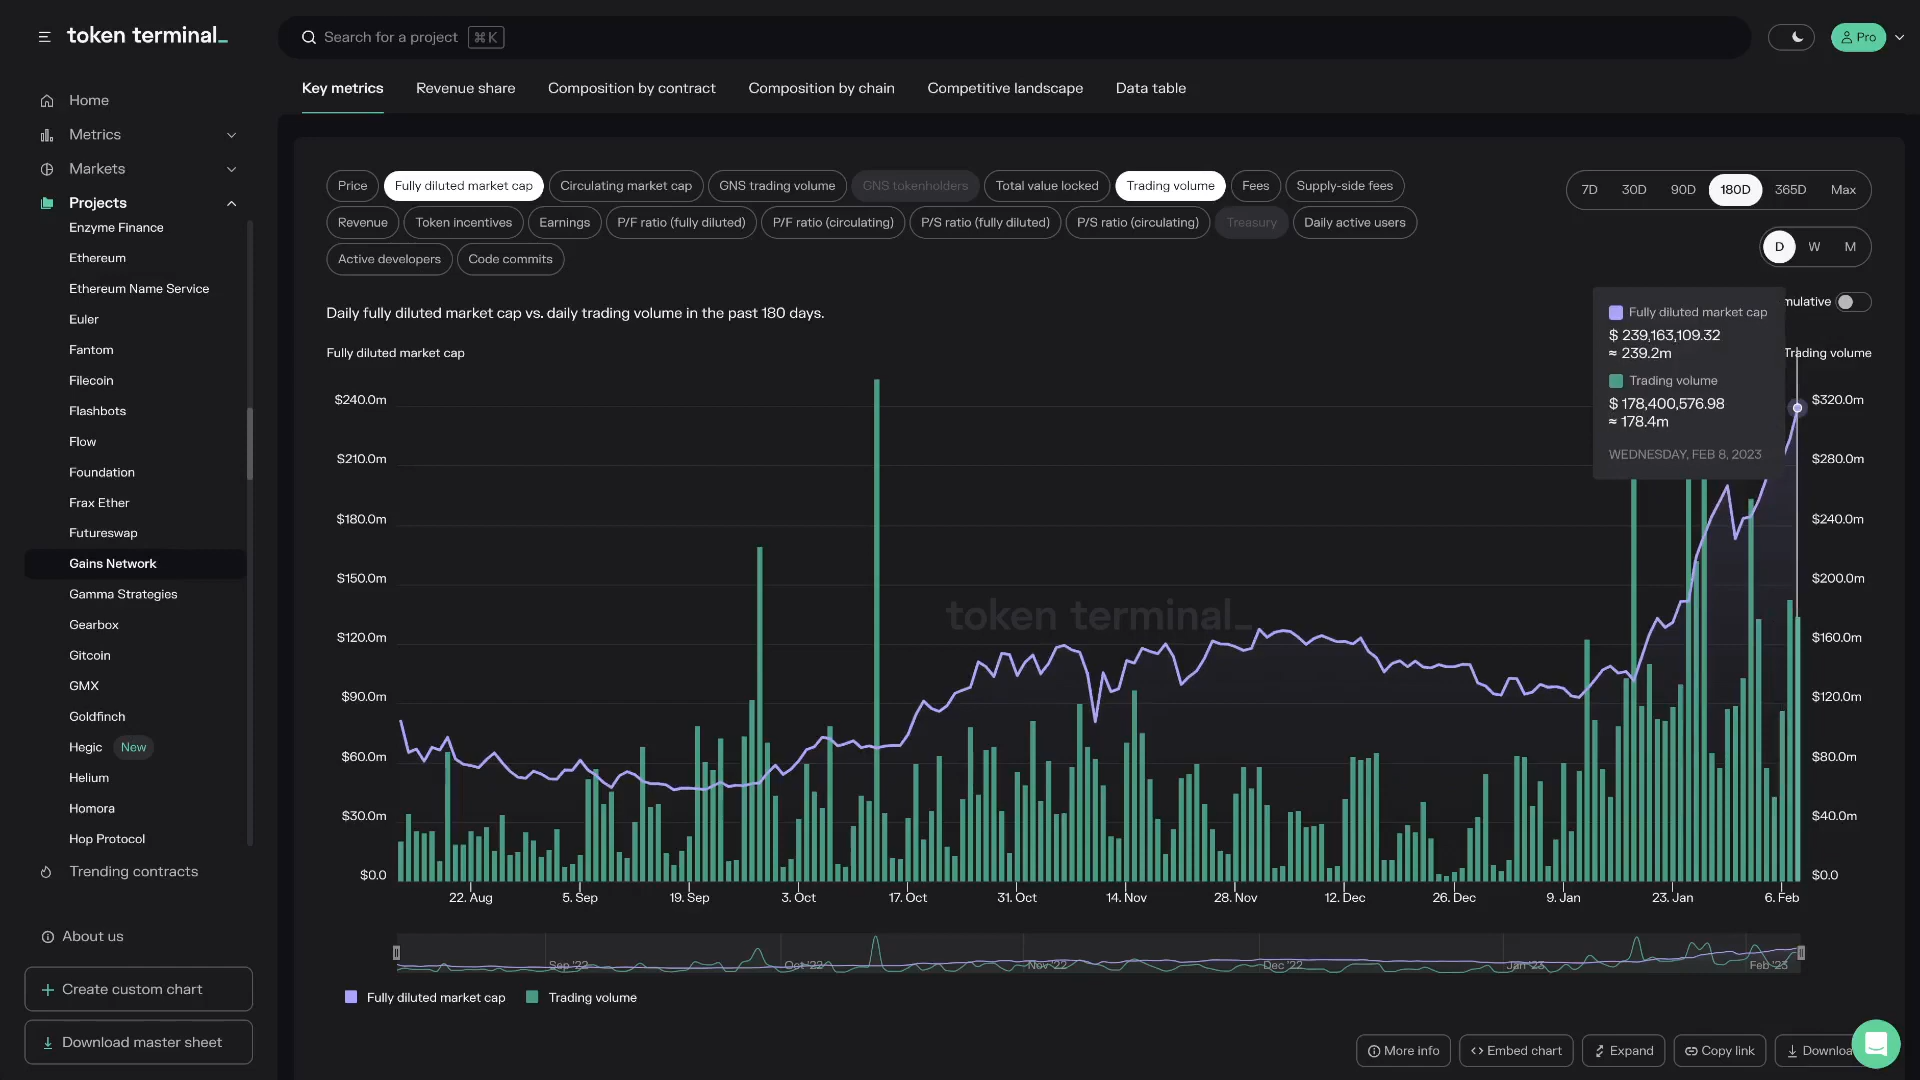 token terminal_
Search for a project ⌘K
Pro
Home
Metrics
Markets
Projects
Enzyme Finance
Ethereum
Ethereum Name Service
Euler
Fantom
Filecoin
Flashbots
Flow
Foundation
Frax Ether
Futureswap
Gains Network
Gamma Strategies
Gearbox
Gitcoin
GMX
Goldfinch
Hegic New
Helium
Homora
Hop Protocol
Trending contracts
About us
+ Create custom chart
Download master sheet
Key metrics Revenue share Composition by contract Composition by chain Competitive landscape Data table
Price Fully diluted market cap Circulating market cap GNS trading volume GNS tokenholders Total value locked Trading volume Fees Supply-side fees
Revenue Token incentives Earnings P/F ratio (fully diluted) P/F ratio (circulating) P/S ratio (fully diluted) P/S ratio (circulating) Treasury Daily active users
Active developers Code commits
7D 30D 90D 180D 365D Max
D W M
mulative
Daily fully diluted market cap vs. daily trading volume in the past 180 days.
Fully diluted market cap
Trading volume
Fully diluted market cap
$ 239,163,109.32
≈ 239.2m
Trading volume
$ 178,400,576.98
≈ 178.4m
WEDNESDAY, FEB 8, 2023
$240.0m
$210.0m
$180.0m
$150.0m
$120.0m
$90.0m
$60.0m
$30.0m
$0.0
$320.0m
$280.0m
$240.0m
$200.0m
$160.0m
$120.0m
$80.0m
$40.0m
$0.0
token terminal_
22. Aug 5. Sep 19. Sep 3. Oct 17. Oct 31. Oct 14. Nov 28. Nov 12. Dec 26. Dec 9. Jan 23. Jan 6. Feb
Sep '22 Oct '22 Nov '22 Dec '22 Jan '23 Feb '23
Fully diluted market cap Trading volume
More info <> Embed chart Expand Copy link Downloa